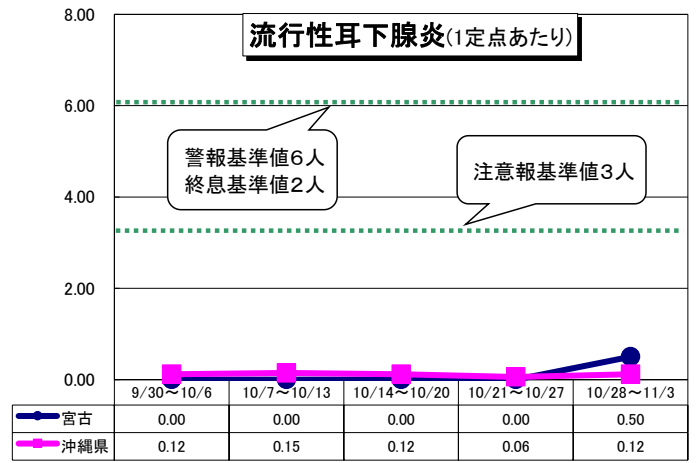 流行性耳下腺炎(1定点あたり)
8.00
6.00
警報基準値6人
終息基準値2人
注意報基準値3人
4.00
2.00
0.00
9/30～10/6 10/7～10/13 10/14～10/20 10/21～10/27 10/28～11/3
宮古 0.00 0.00 0.00 0.00 0.50
沖縄県 0.12 0.15 0.12 0.06 0.12